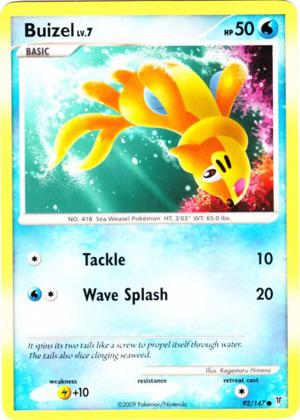 Buizel LV.7
HP 50
BASIC
NO. 418 Sea Weasel Pokémon HT: 3'03" WT: 65.0 lbs.
Tackle 10
Wave Splash 20
It spins its two tails like a screw to propel itself through water.
The tails also slice clinging seaweed.
Illus. Kagemaru Himeno
weakness resistance retreat cost
+10
©2009 Pokémon/Nintendo 92/147